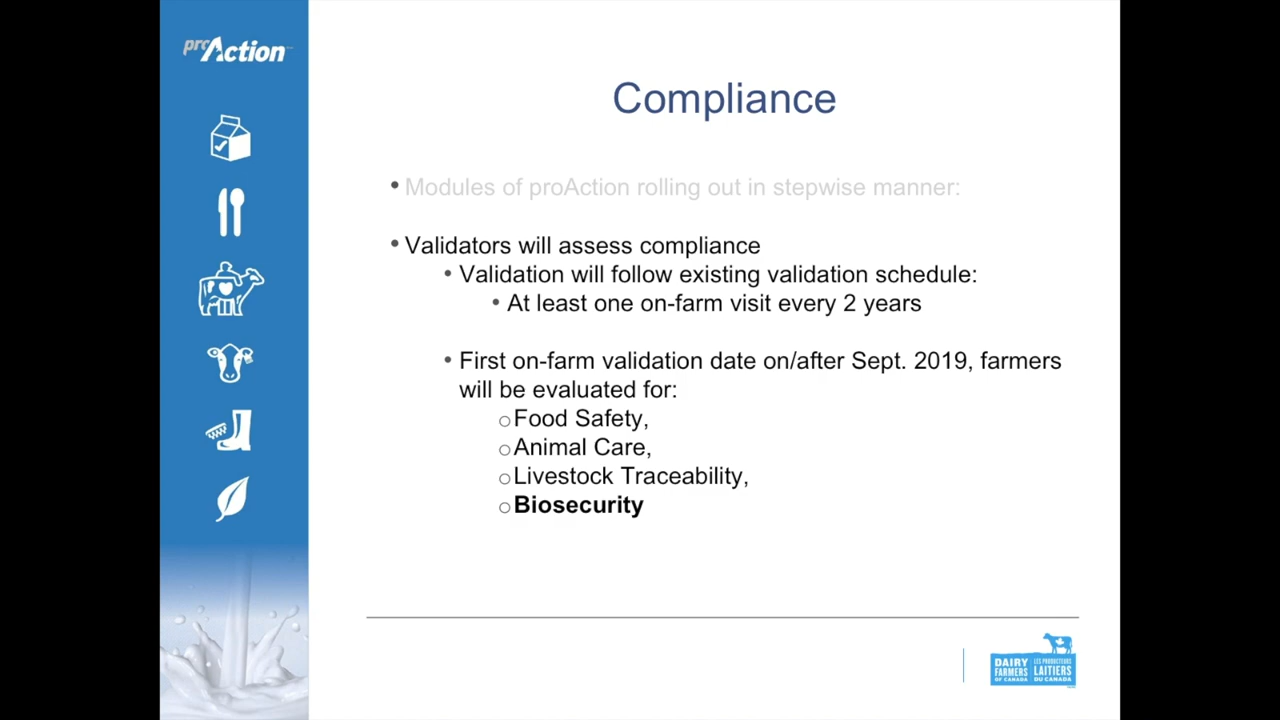 proAction
Compliance
• Modules of proAction rolling out in stepwise manner:
• Validators will assess compliance
• Validation will follow existing validation schedule:
• At least one on-farm visit every 2 years
• First on-farm validation date on/after Sept. 2019, farmers
will be evaluated for:
o Food Safety,
o Animal Care,
o Livestock Traceability,
o Biosecurity
DAIRY
FARMERS
OF CANADA
LES PRODUCTEURS
LAITIERS
DU CANADA